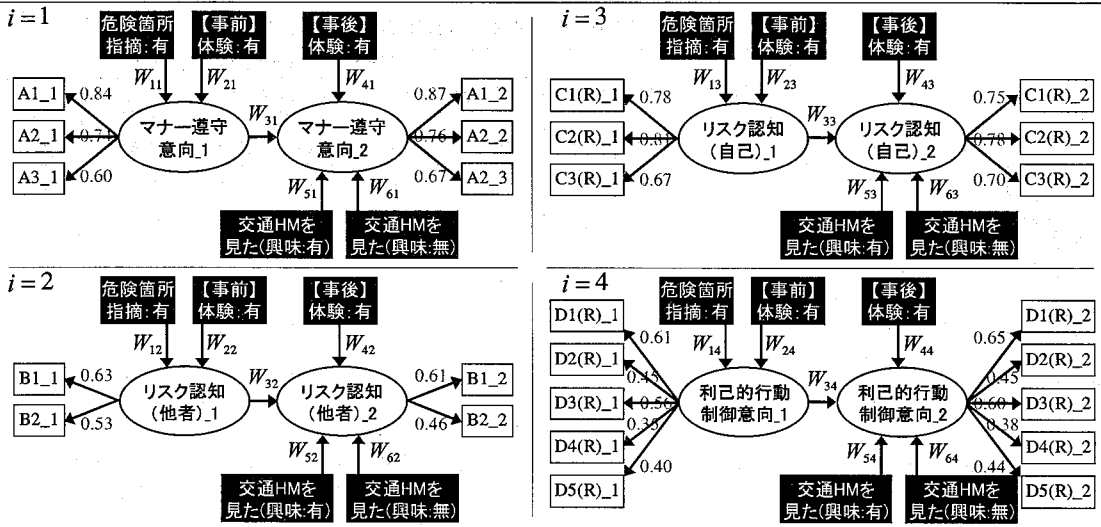 i=1
危険箇所
指摘:有
【事前】
体験:有
【事後】
体験:有
W11
W21
W41
A1_1
0.84
A2_1
0.71
A3_1
0.60
マナー遵守
意向_1
W31
マナー遵守
意向_2
0.87
A1_2
0.76
A2_2
0.67
A2_3
W51
W61
交通HMを
見た(興味:有)
交通HMを
見た(興味:無)
i=3
危険箇所
指摘:有
【事前】
体験:有
【事後】
体験:有
W13
W23
W43
C1(R)_1
0.78
C2(R)_1
0.81
C3(R)_1
0.67
リスク認知
(自己)_1
W33
リスク認知
(自己)_2
0.75
C1(R)_2
0.78
C2(R)_2
0.70
C3(R)_2
W53
W63
交通HMを
見た(興味:有)
交通HMを
見た(興味:無)
i=2
危険箇所
指摘:有
【事前】
体験:有
【事後】
体験:有
W12
W22
W42
B1_1
0.63
B2_1
0.53
リスク認知
(他者)_1
W32
リスク認知
(他者)_2
0.61
B1_2
0.46
B2_2
W52
W62
交通HMを
見た(興味:有)
交通HMを
見た(興味:無)
i=4
危険箇所
指摘:有
【事前】
体験:有
【事後】
体験:有
W14
W24
W44
D1(R)_1
0.61
D2(R)_1
0.45
D3(R)_1
0.56
D4(R)_1
D5(R)_1
0.40
利己的行動
制御意向_1
W34
利己的行動
制御意向_2
0.65
D1(R)_2
0.45
D2(R)_2
0.60
D3(R)_2
0.38
D4(R)_2
0.44
D5(R)_2
W54
W64
交通HMを
見た(興味:有)
交通HMを
見た(興味:無)